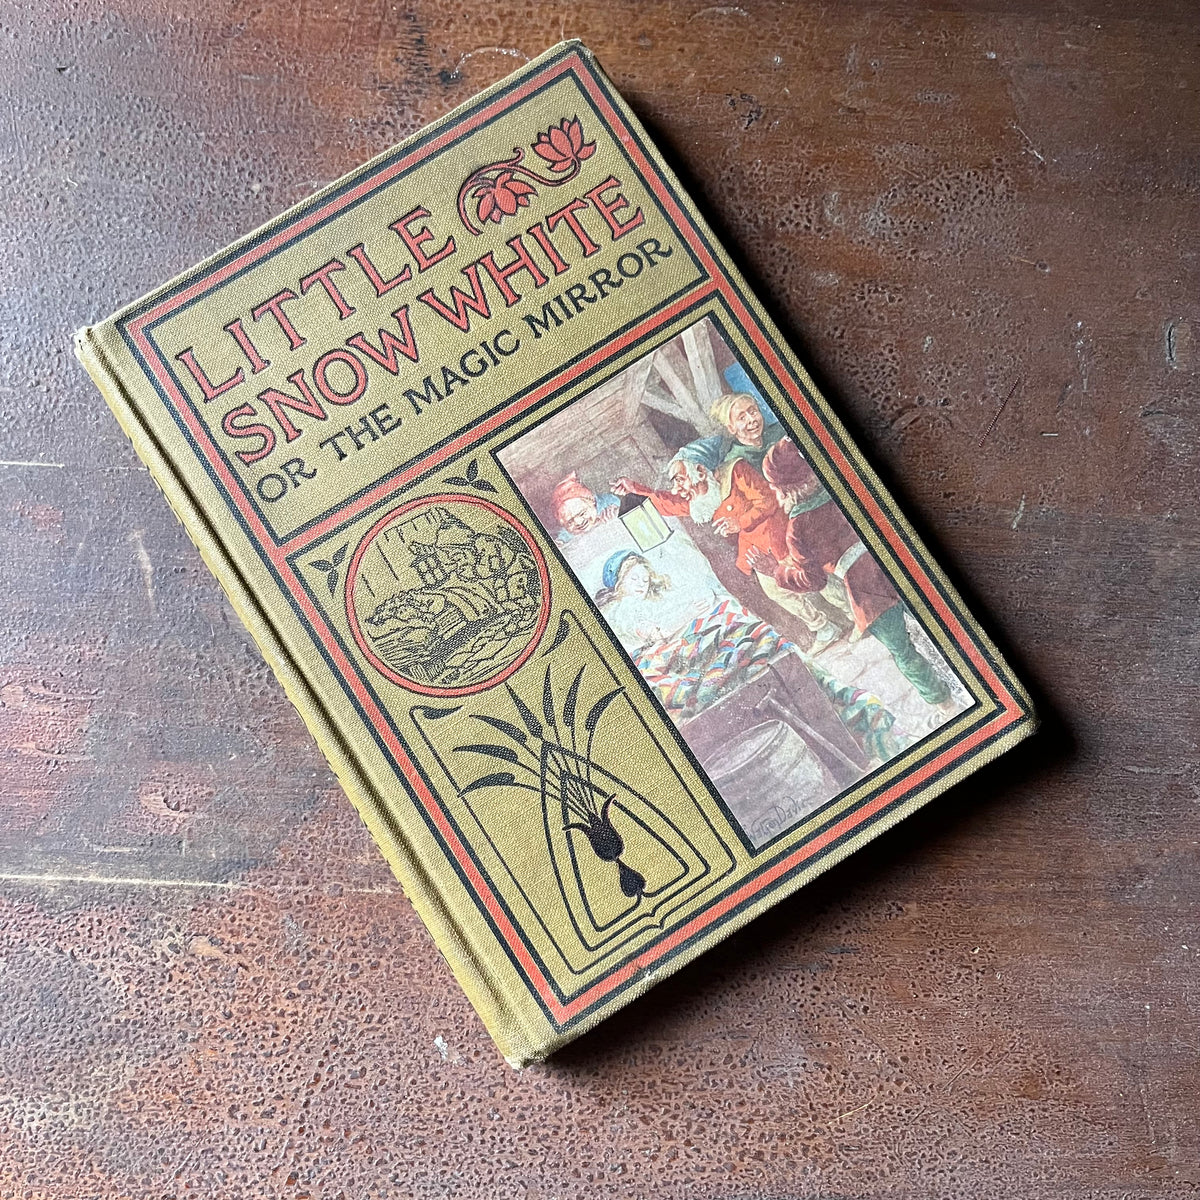 LITTLE
SNOW WHITE
OR THE MAGIC MIRROR